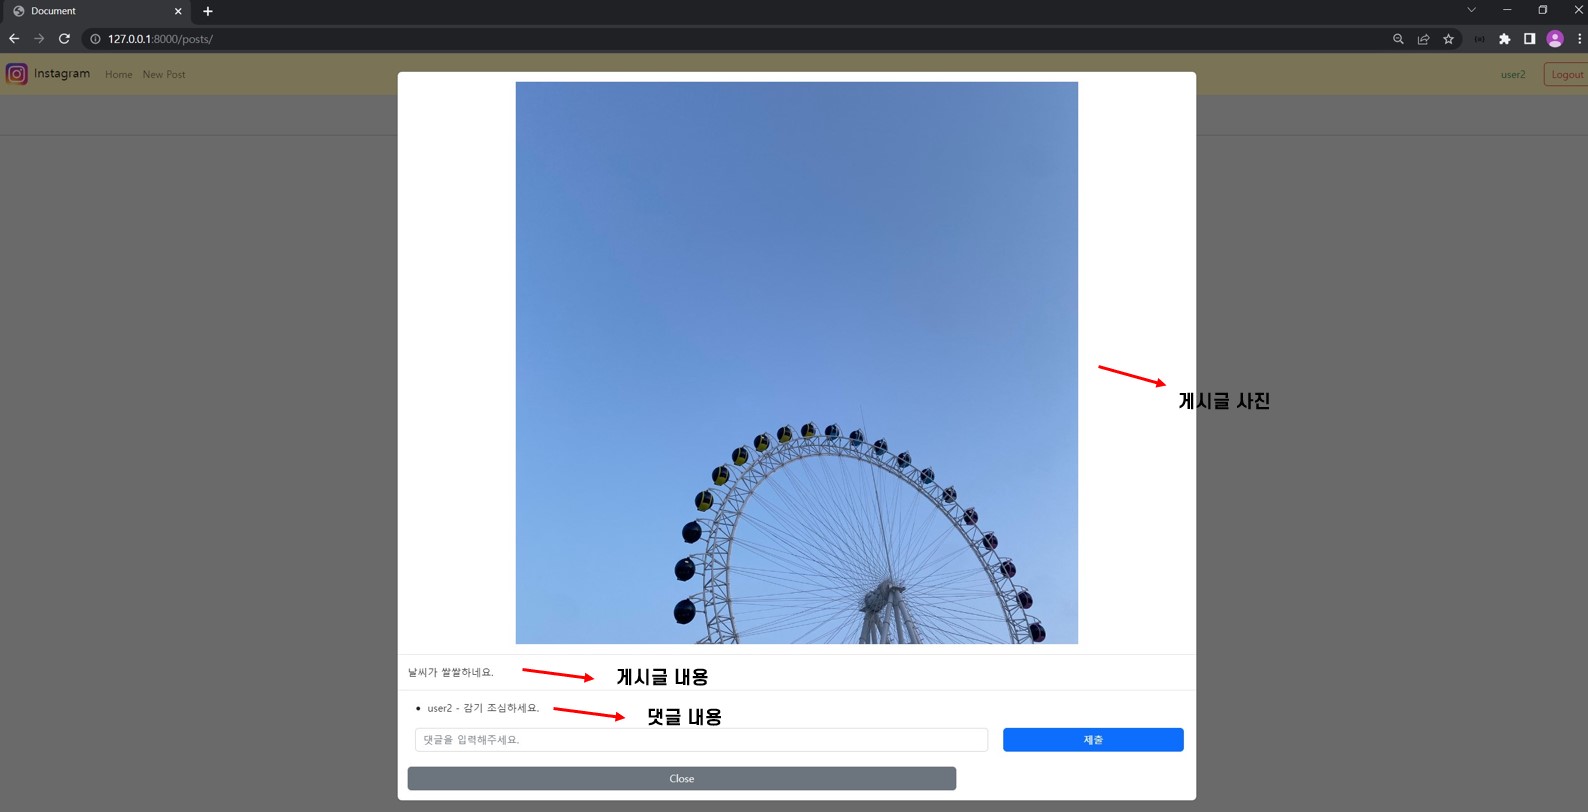 Document
127.0.0.1:8000/posts/
Instagram Home New Post user2 Logout
게시글 사진
날씨가 쌀쌀하네요. 게시글 내용
user2 - 감기 조심하세요. 댓글 내용
댓글을 입력해주세요. 제출
Close